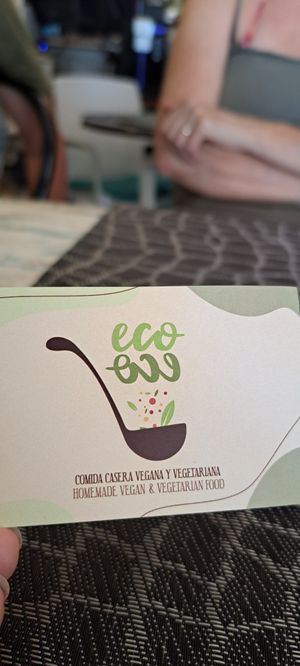 eco
eco
COMIDA CASERA VEGANA Y VEGETARIANA
HOMEMADE VEGAN & VEGETARIAN FOOD